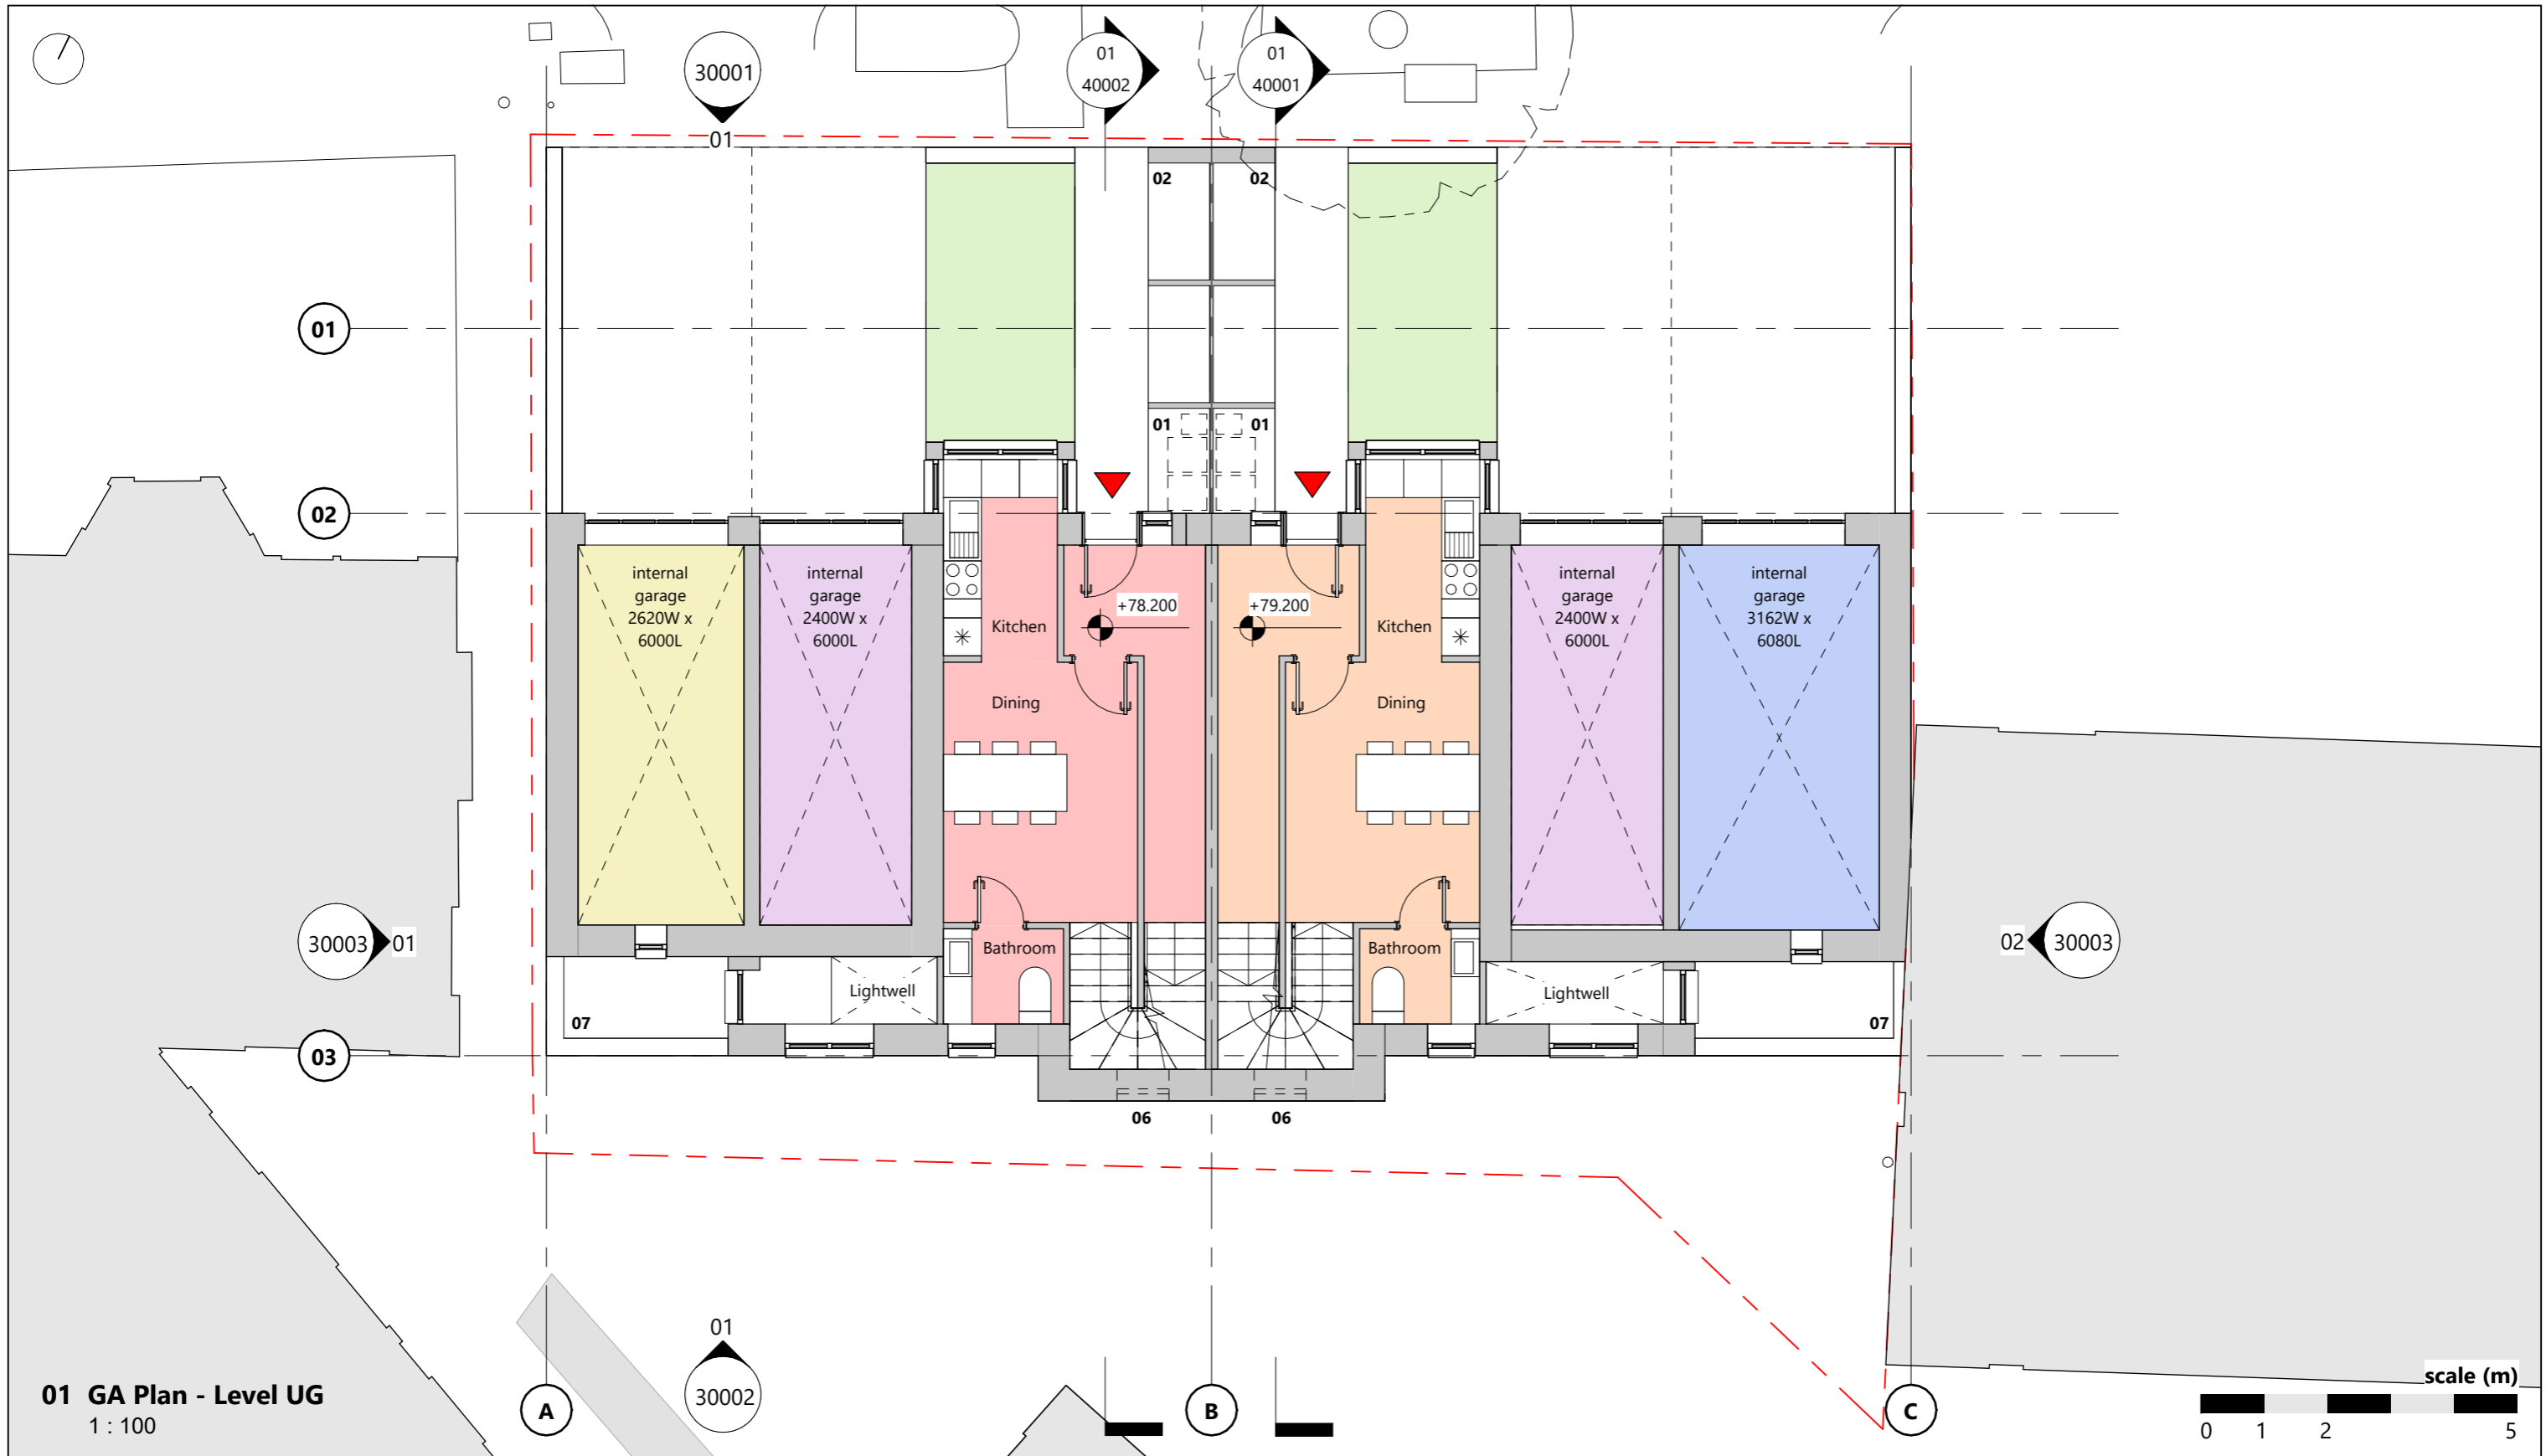 30001
01
01
40002
01
40001
02
02
01
01
01
02
internal
garage
2620W x
6000L
internal
garage
2400W x
6000L
Kitchen
+78.200
+79.200
Kitchen
internal
garage
2400W x
6000L
internal
garage
3162W x
6080L
Dining
Dining
30003
01
Bathroom
Bathroom
02
30003
Lightwell
Lightwell
07
07
03
06
06
01
30002
A
B
C
01 GA Plan - Level UG
1 : 100
scale (m)
0 1 2 5